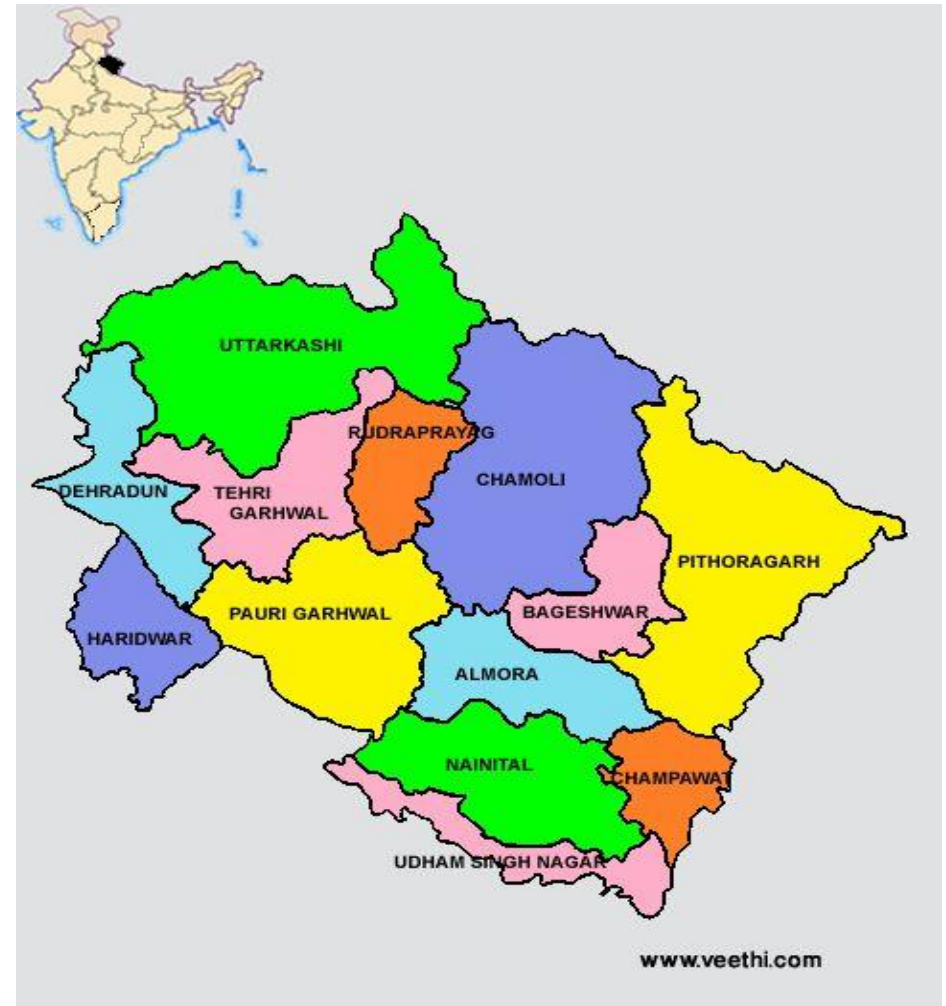 UTTARKASHI
RUDRAPRAYAG
CHAMOLI
DEHRADUN
TEHRI
GARHWAL
PITHORAGARH
PAURI GARHWAL
BAGESHWAR
HARIDWAR
ALMORA
NAINITAL
CHAMPAWAT
UDHAM SINGH NAGAR
www.veethi.com